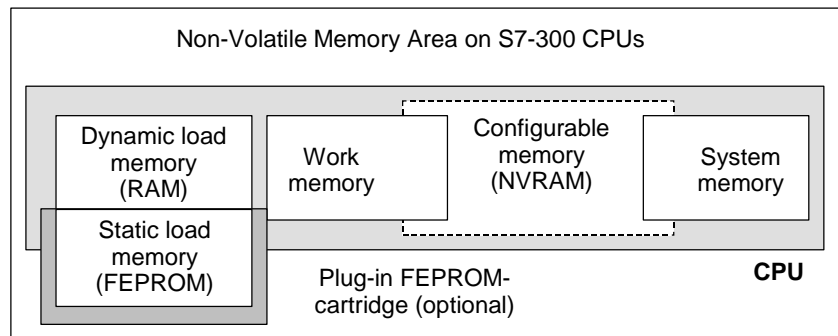 Non-Volatile Memory Area on S7-300 CPUs
Dynamic load
memory
(RAM)
Work
memory
Configurable
memory
(NVRAM)
System
memory
Static load
memory
(FEPROM)
Plug-in FEPROM-
cartridge (optional)
CPU